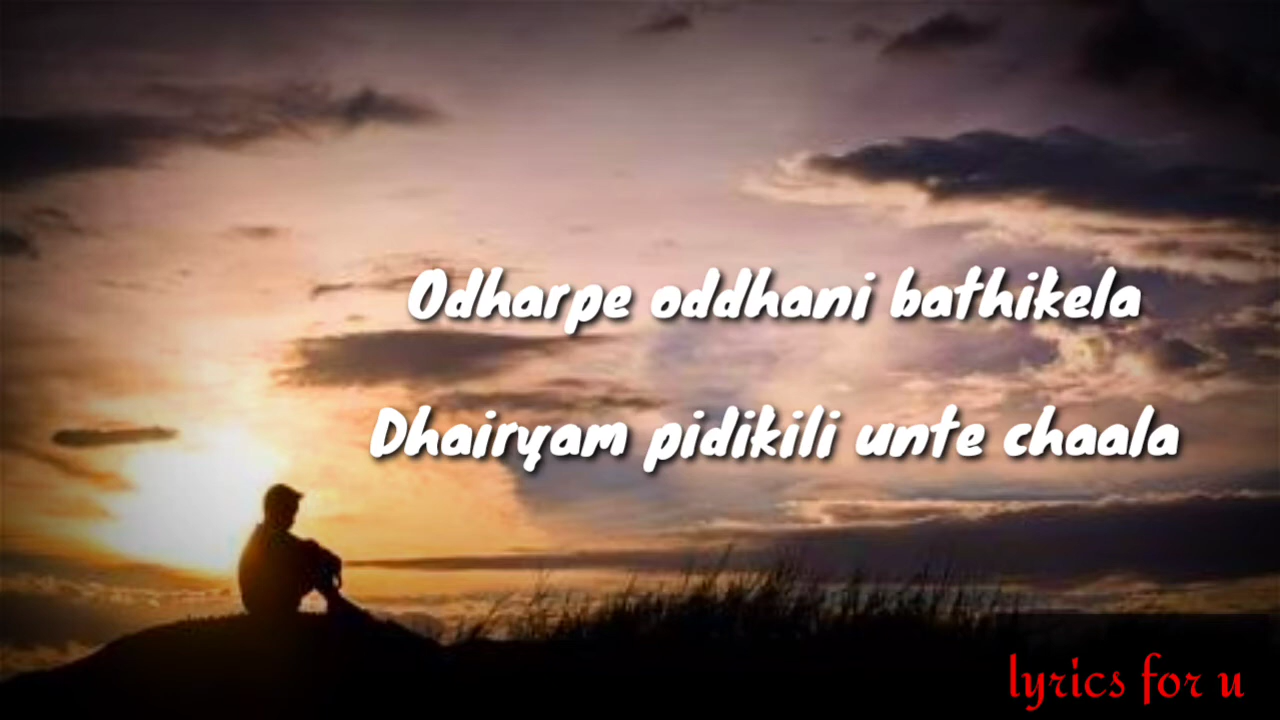 Odharpe oddhani bathikela
Dhairyam pidikili unte chaala
lyrics for u